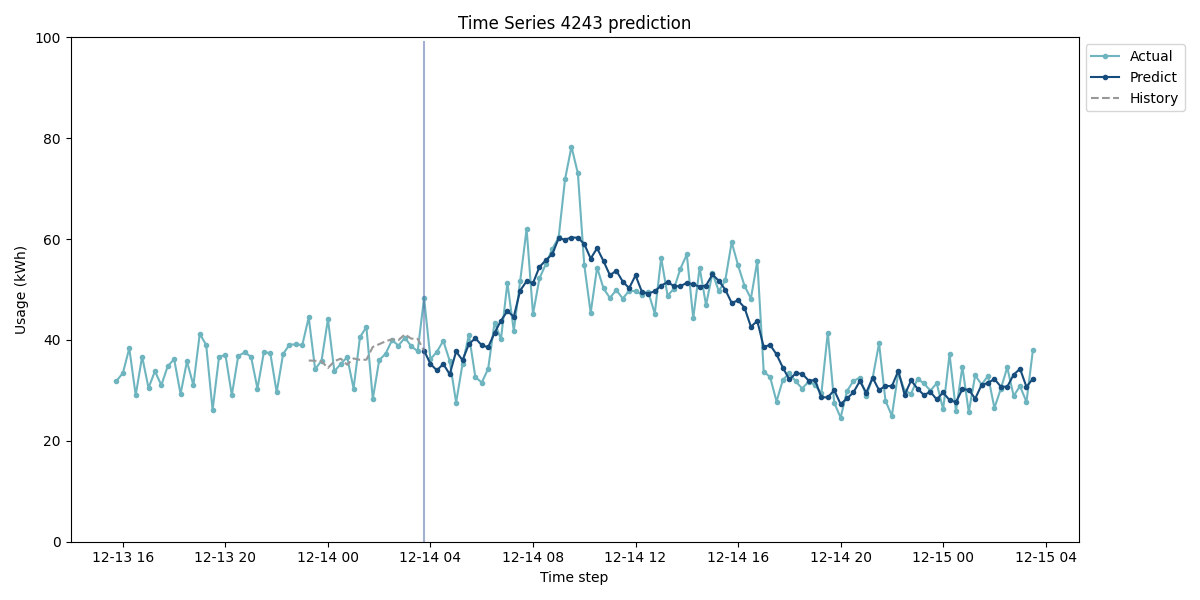 Time Series 4243 prediction
100
80
60
40
20
0
Usage (kWh)
12-13 16
12-13 20
12-14 00
12-14 04
12-14 08
12-14 12
12-14 16
12-14 20
12-15 00
12-15 04
Time step
Actual
Predict
History